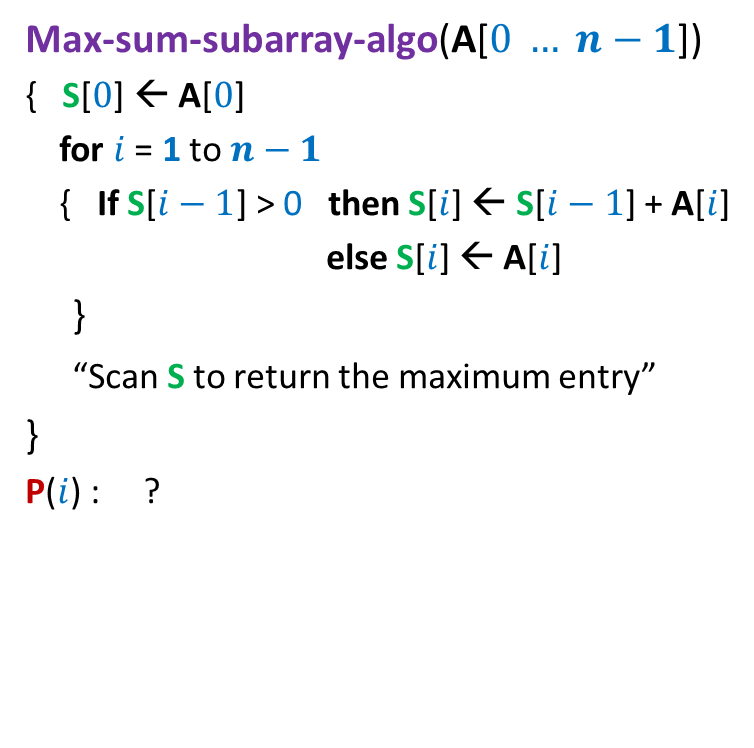 Max-sum-subarray-algo(A[0 … n − 1])
{ S[0] ← A[0]
for i = 1 to n − 1
{ If S[i − 1] > 0 then S[i] ← S[i − 1] + A[i]
else S[i] ← A[i]
}
“Scan S to return the maximum entry”
}
P(i) : ?